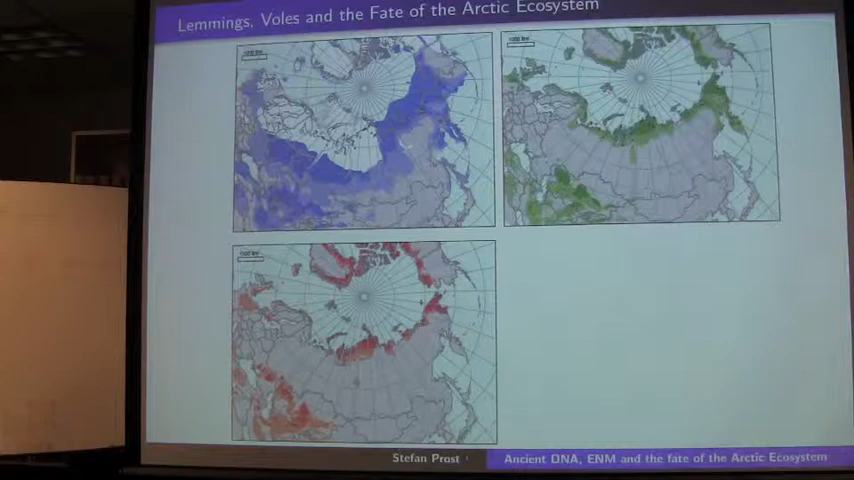 Lemmings, Voles and the Fate of the Arctic Ecosystem
Stefan Prost
Ancient DNA, ENM and the fate of the Arctic Ecosystem